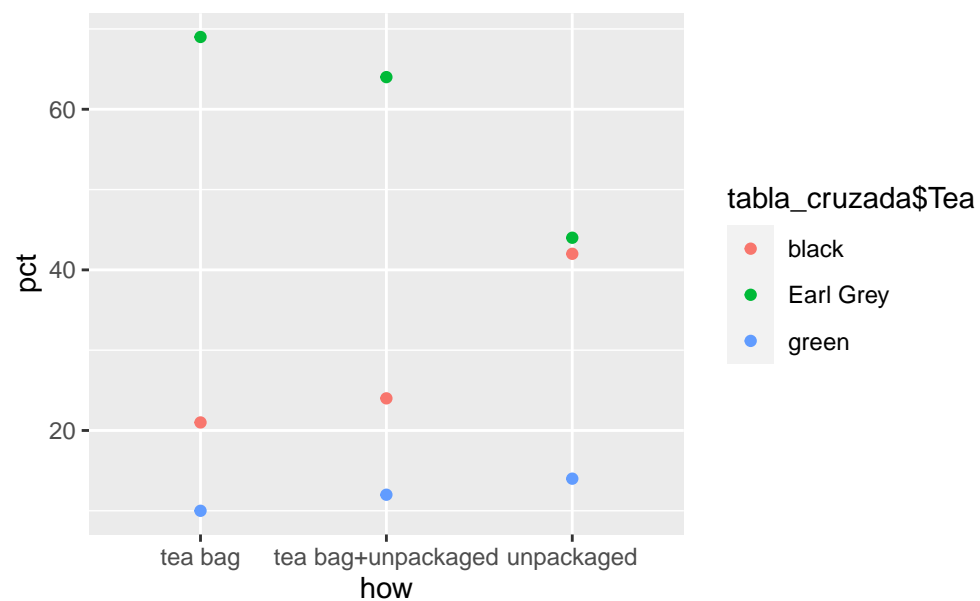 60
40
20
pct
tea bag
tea bag+unpackaged
unpackaged
how
tabla_cruzada$Tea
black
Earl Grey
green